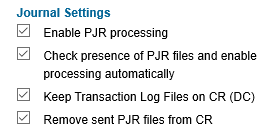 Journal Settings
Enable PJR processing
Check presence of PJR files and enable
processing automatically
Keep Transaction Log Files on CR (DC)
Remove sent PJR files from CR